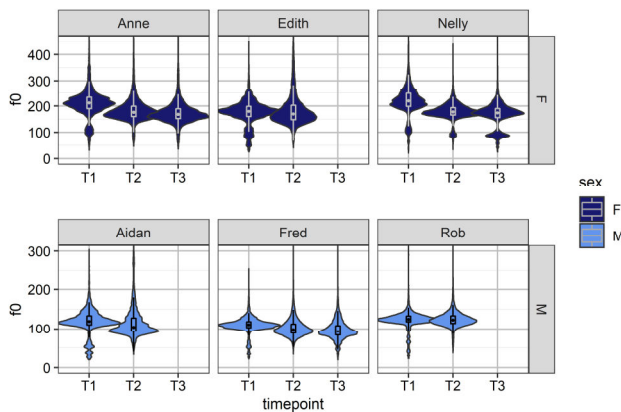 Anne Edith Nelly
400
300
200
100
0
f0
F
T1 T2 T3 T1 T2 T3 T1 T2 T3
sex
F
M
Aidan Fred Rob
300
200
100
0
f0
M
T1 T2 T3 T1 T2 T3 T1 T2 T3
timepoint